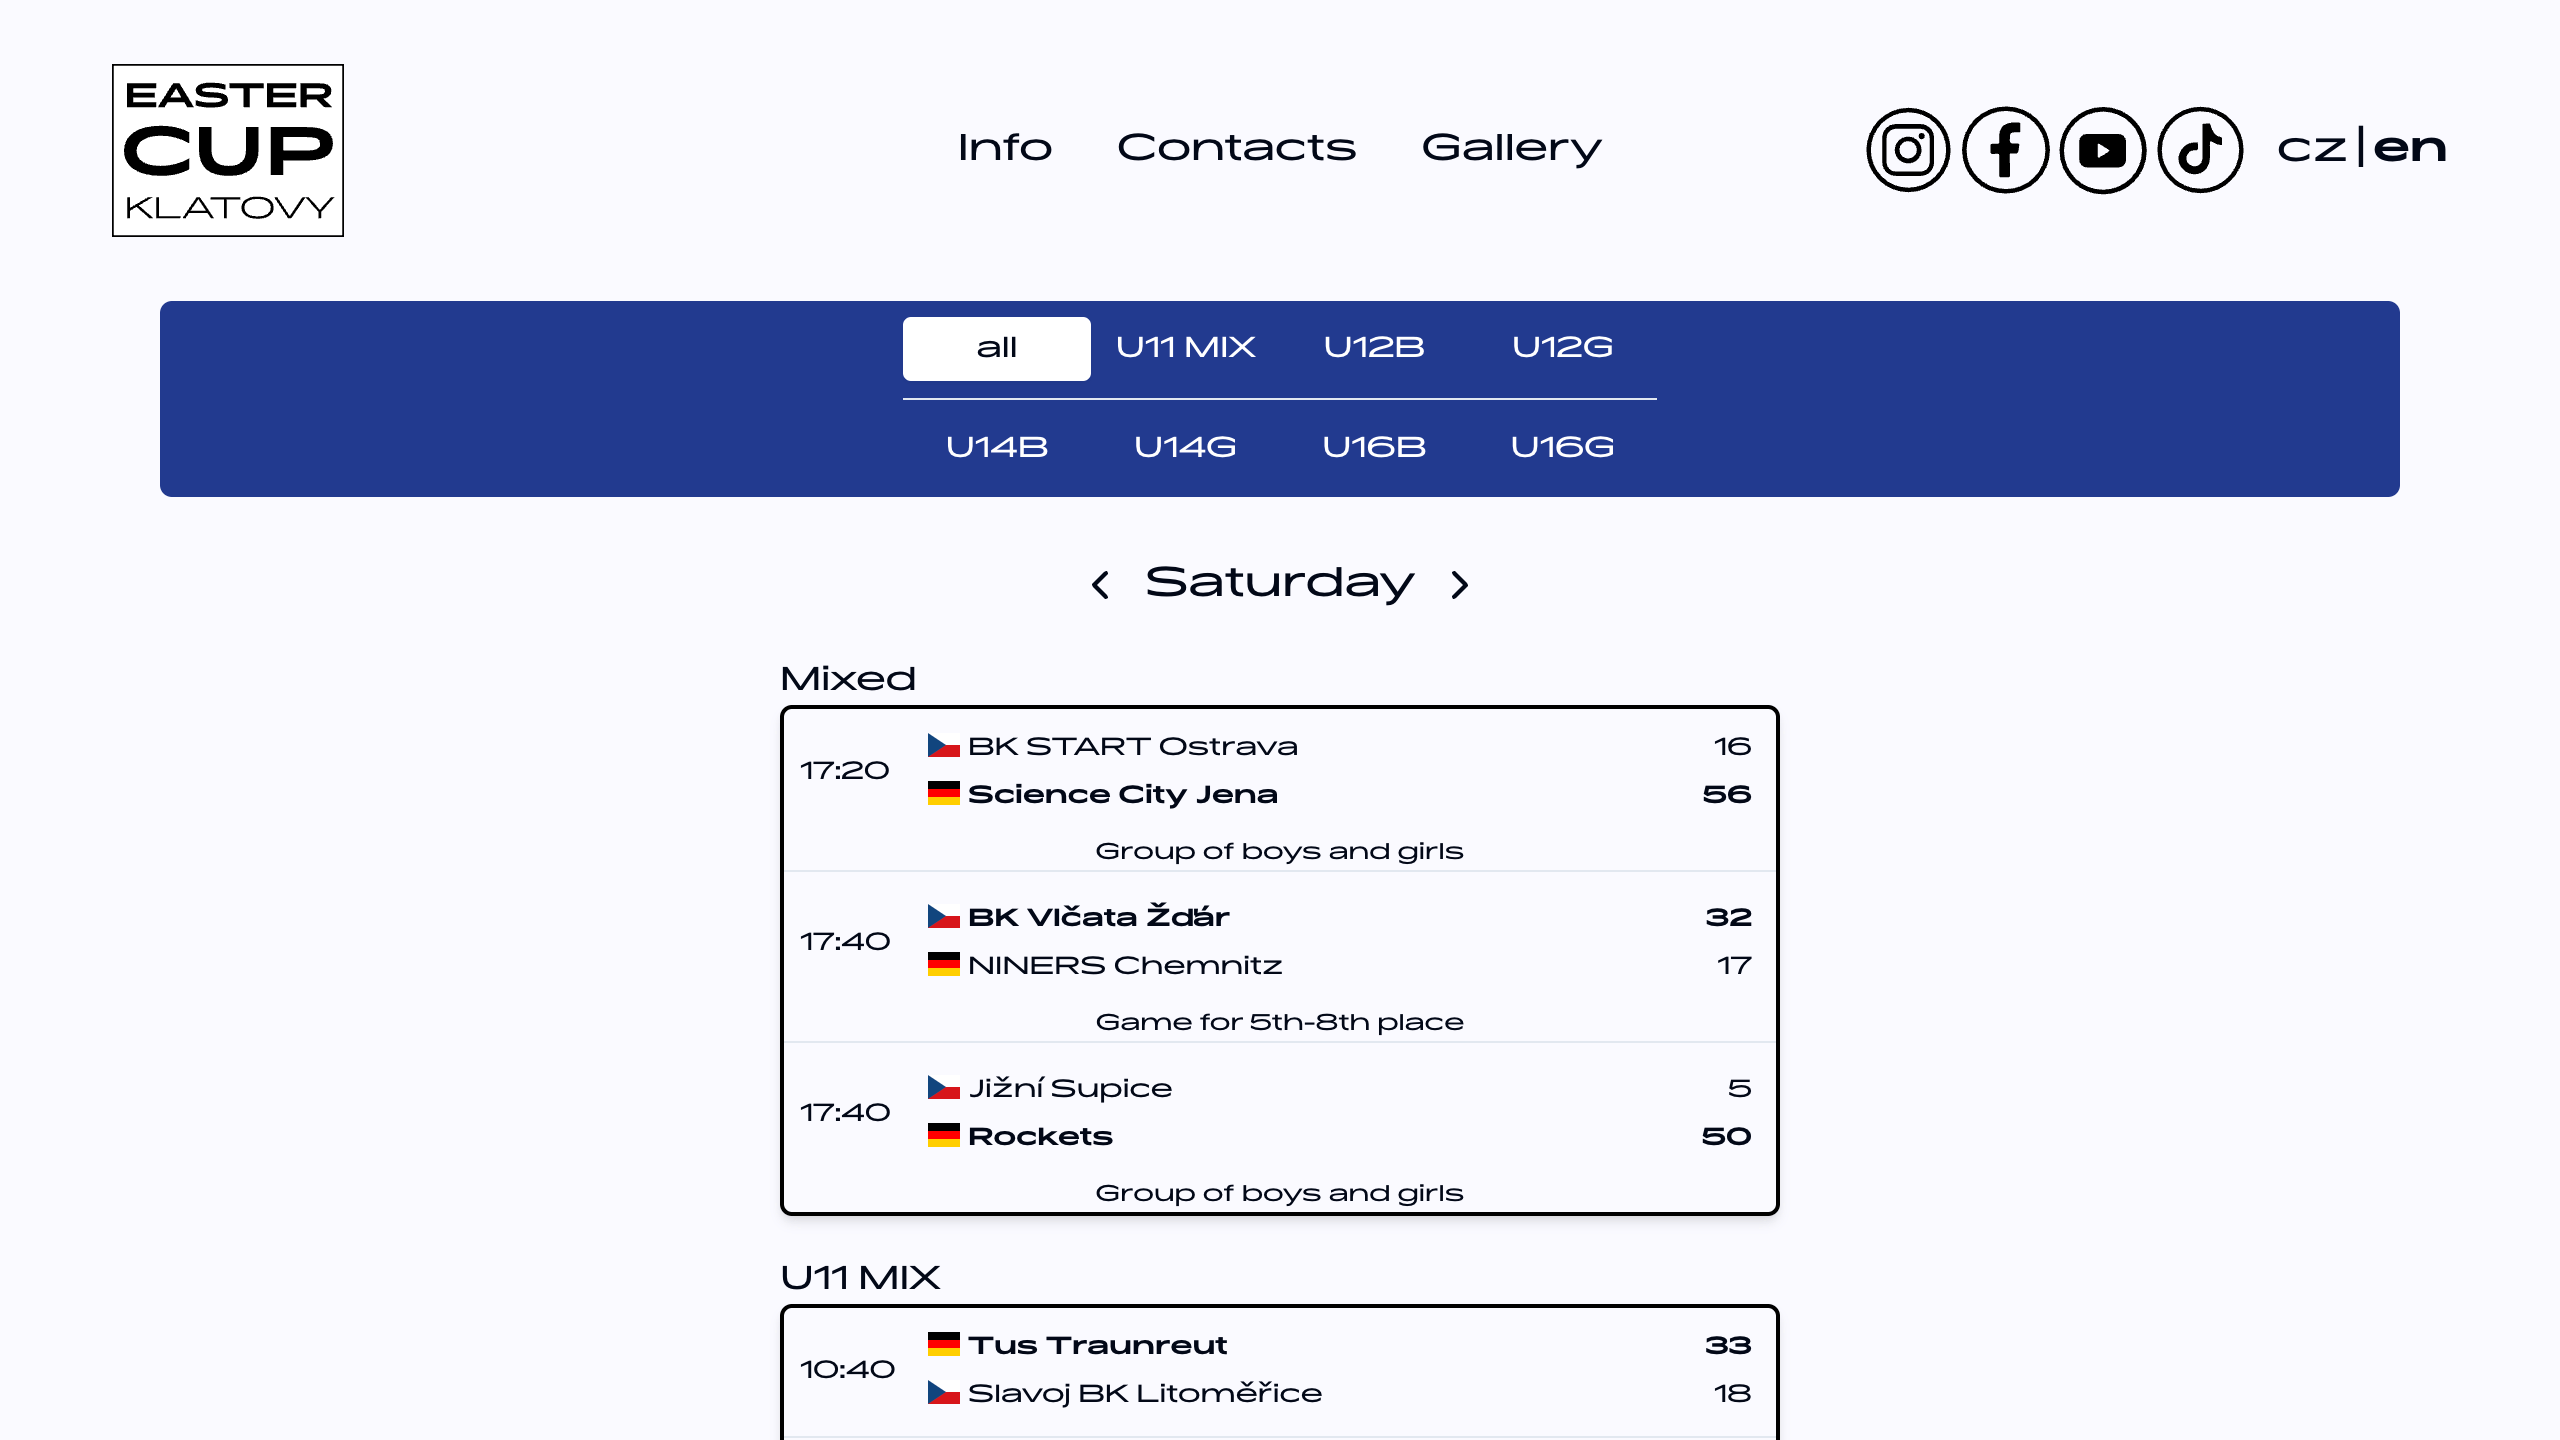 EASTER
CUP
KLATOVY
Info Contacts Gallery
cz|en
all U11 MIX U12B U12G
U14B U14G U16B U16G
Saturday
Mixed
17:20
BK START Ostrava 16
Science City Jena 56
Group of boys and girls
17:40
BK Vlčata Žďár 32
NINERS Chemnitz 17
Game for 5th-8th place
17:40
Jižní Supice 5
Rockets 50
Group of boys and girls
U11 MIX
10:40
Tus Traunreut 33
Slavoj BK Litoměřice 18